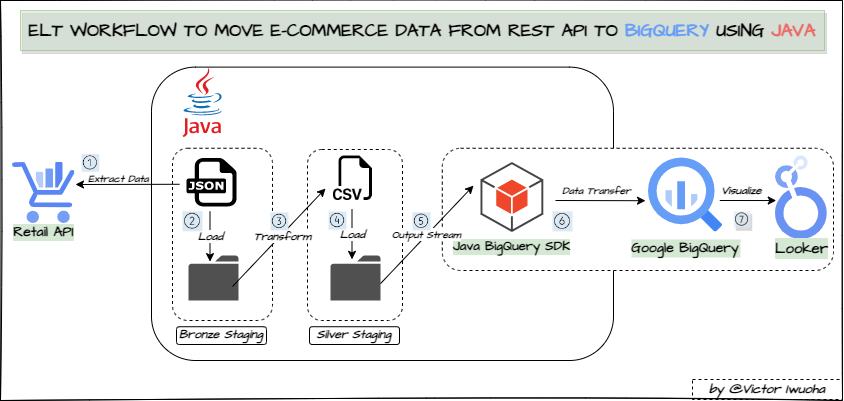 ELT WORKFLOW TO MOVE E-COMMERCE DATA FROM REST API TO BIGQUERY USING JAVA
Java
1
Extract Data
Retail API
JSON
2
Load
3
Transform
Bronze Staging
CSV
4
Load
Silver Staging
5
Output Stream
Java BigQuery SDK
Data Transfer
6
Google BigQuery
Visualize
7
Looker
by @Victor Iwuoha